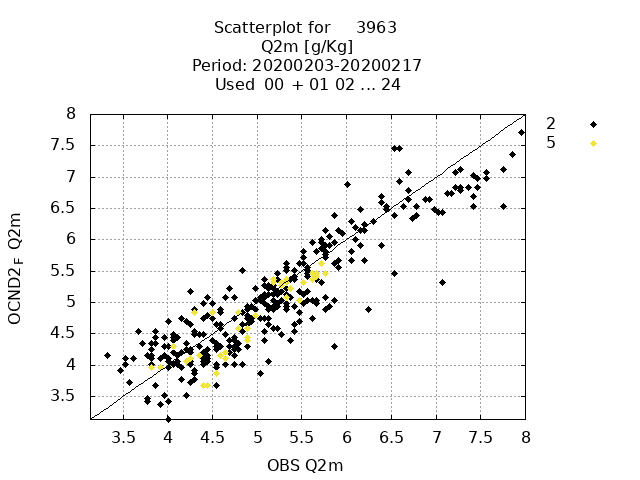 Scatterplot for 3963
Q2m [g/Kg]
Period: 20200203-20200217
Used 00 + 01 02 ... 24
2
5
8
7.5
7
6.5
6
5.5
5
4.5
4
3.5
OCND2_F Q2m
3.5 4 4.5 5 5.5 6 6.5 7 7.5 8
OBS Q2m